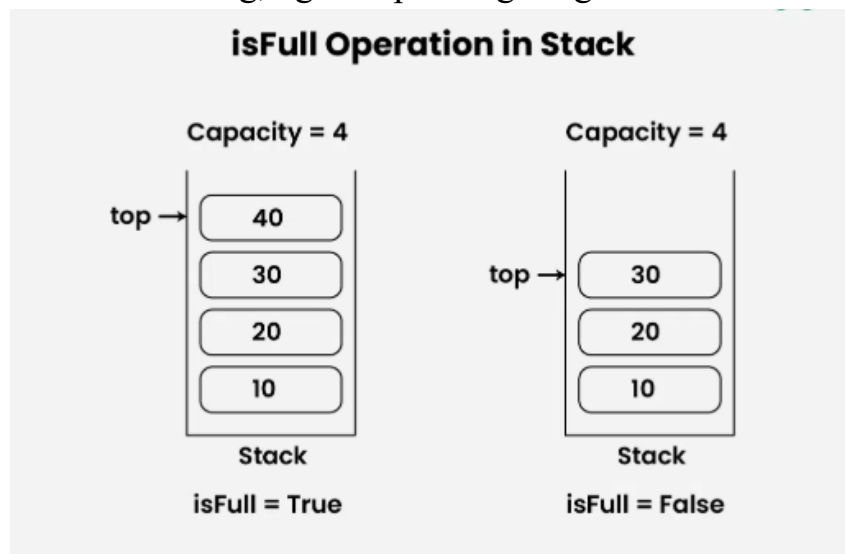 isFull Operation in Stack
Capacity = 4
top
40
30
20
10
Stack
isFull = True
Capacity = 4
top
30
20
10
Stack
isFull = False